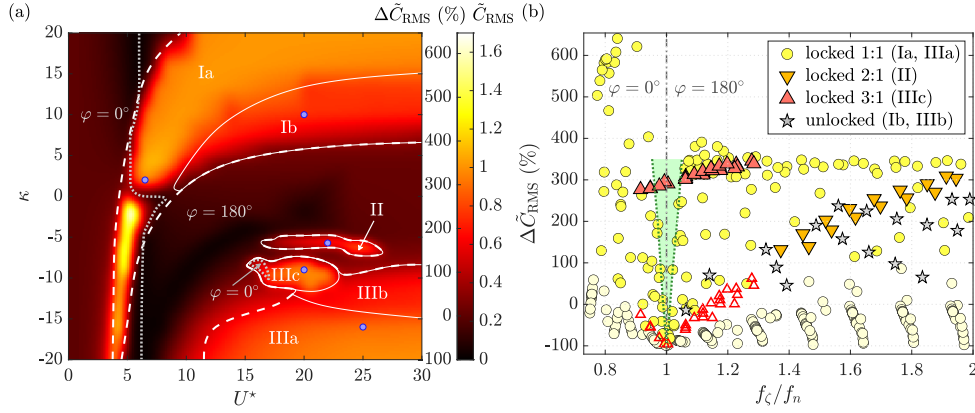 (a)
ΔC̃RMS (%) C̃RMS
κ
20
15
10
5
0
-5
-10
-15
-20
Ia
φ = 0°
Ib
φ = 180°
II
IIIc
φ = 0°
IIIb
IIIa
0 5 10 15 20 25 30
U⋆
600
500
400
300
200
100
0
100
1.6
1.4
1.2
1
0.8
0.6
0.4
0.2
0
(b)
ΔC̃RMS (%)
600
500
400
300
200
100
0
-100
φ = 0° φ = 180°
locked 1:1 (Ia, IIIa)
locked 2:1 (II)
locked 3:1 (IIIc)
unlocked (Ib, IIIb)
0.8 1 1.2 1.4 1.6 1.8 2
fζ/fn